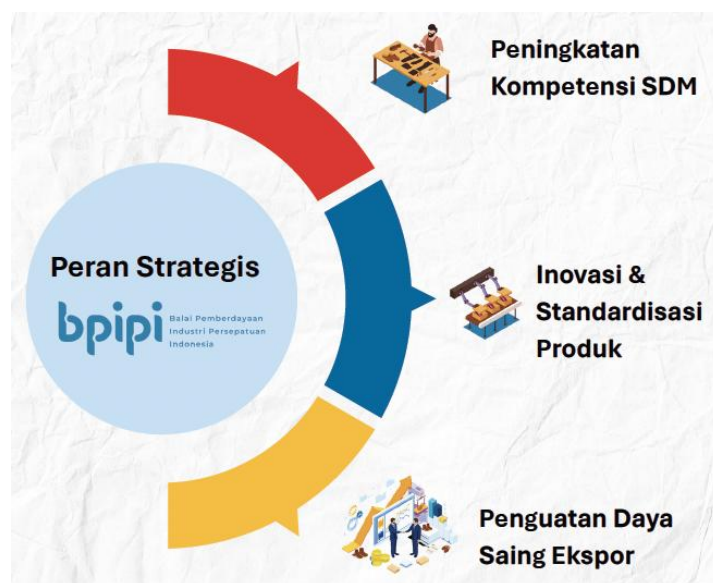 Peningkatan
Kompetensi SDM
Peran Strategis
bpipi
Balai Pemberdayaan
Industri Persepatuan
Indonesia
Inovasi &
Standardisasi
Produk
Penguatan Daya
Saing Ekspor